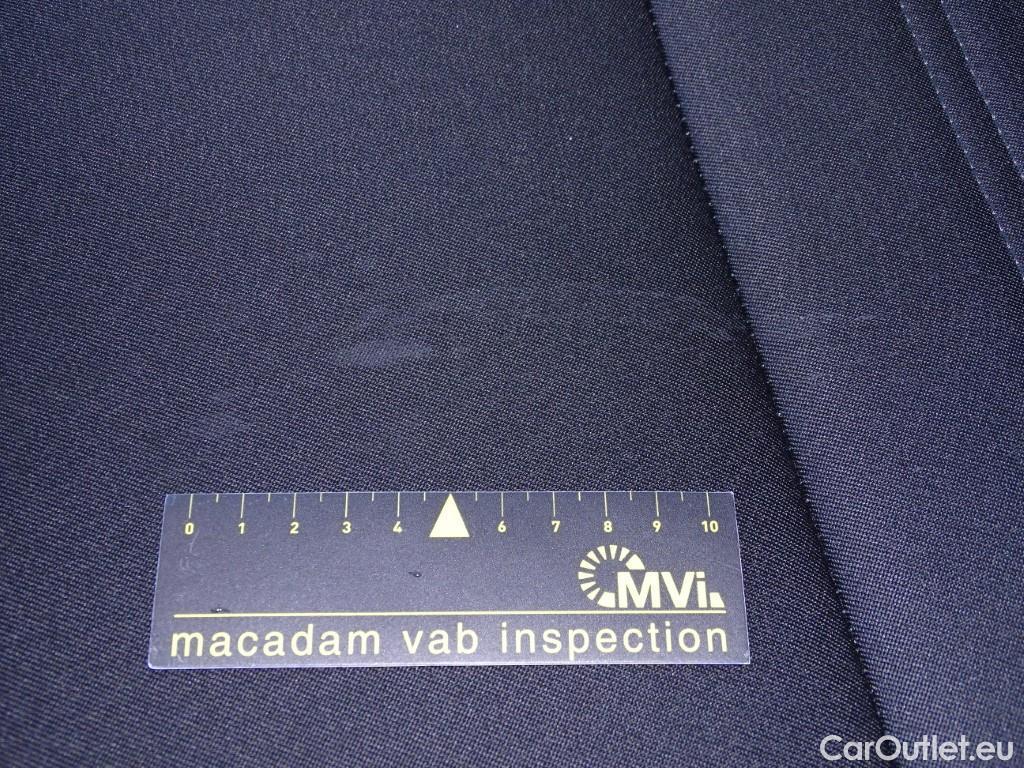 0 1 2 3 4 6 7 8 9 10
MVi
macadam vab inspection
CarOutlet.eu